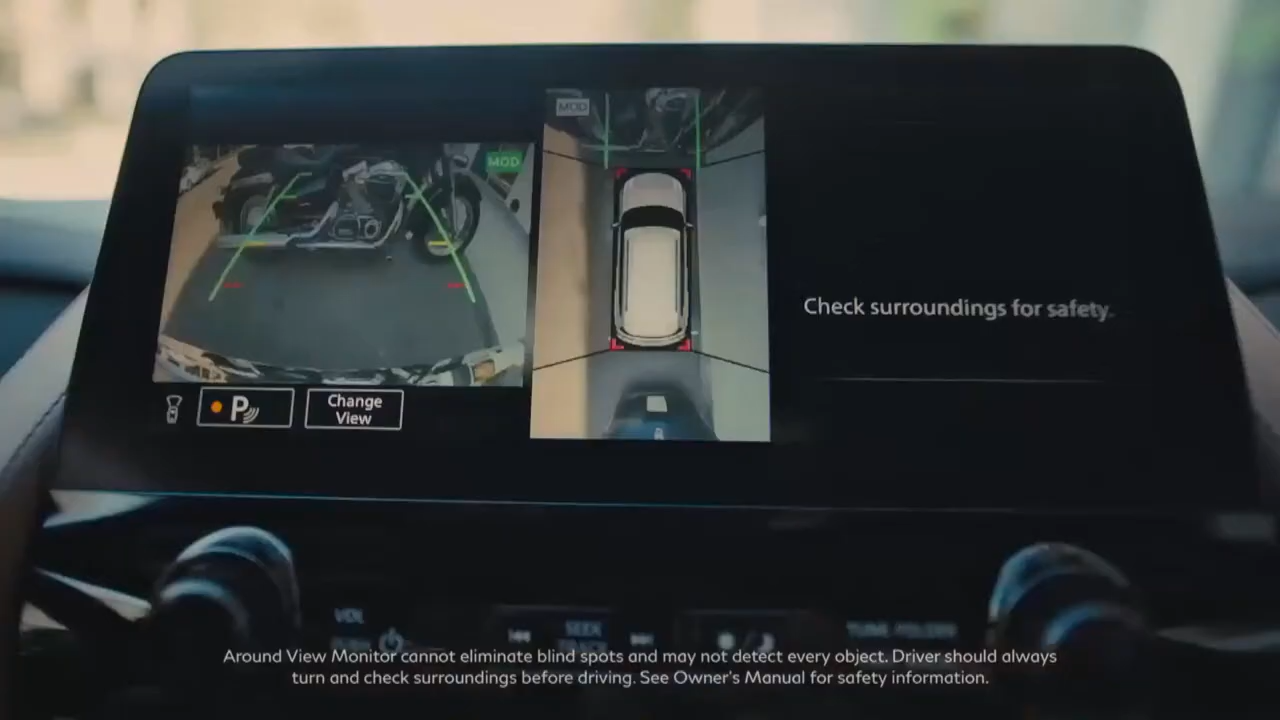 MOD
MOD
P
Change
View
Check surroundings for safety.
VOL
SEEK
Around View Monitor cannot eliminate blind spots and may not detect every object. Driver should always
turn and check surroundings before driving. See Owner's Manual for safety information.